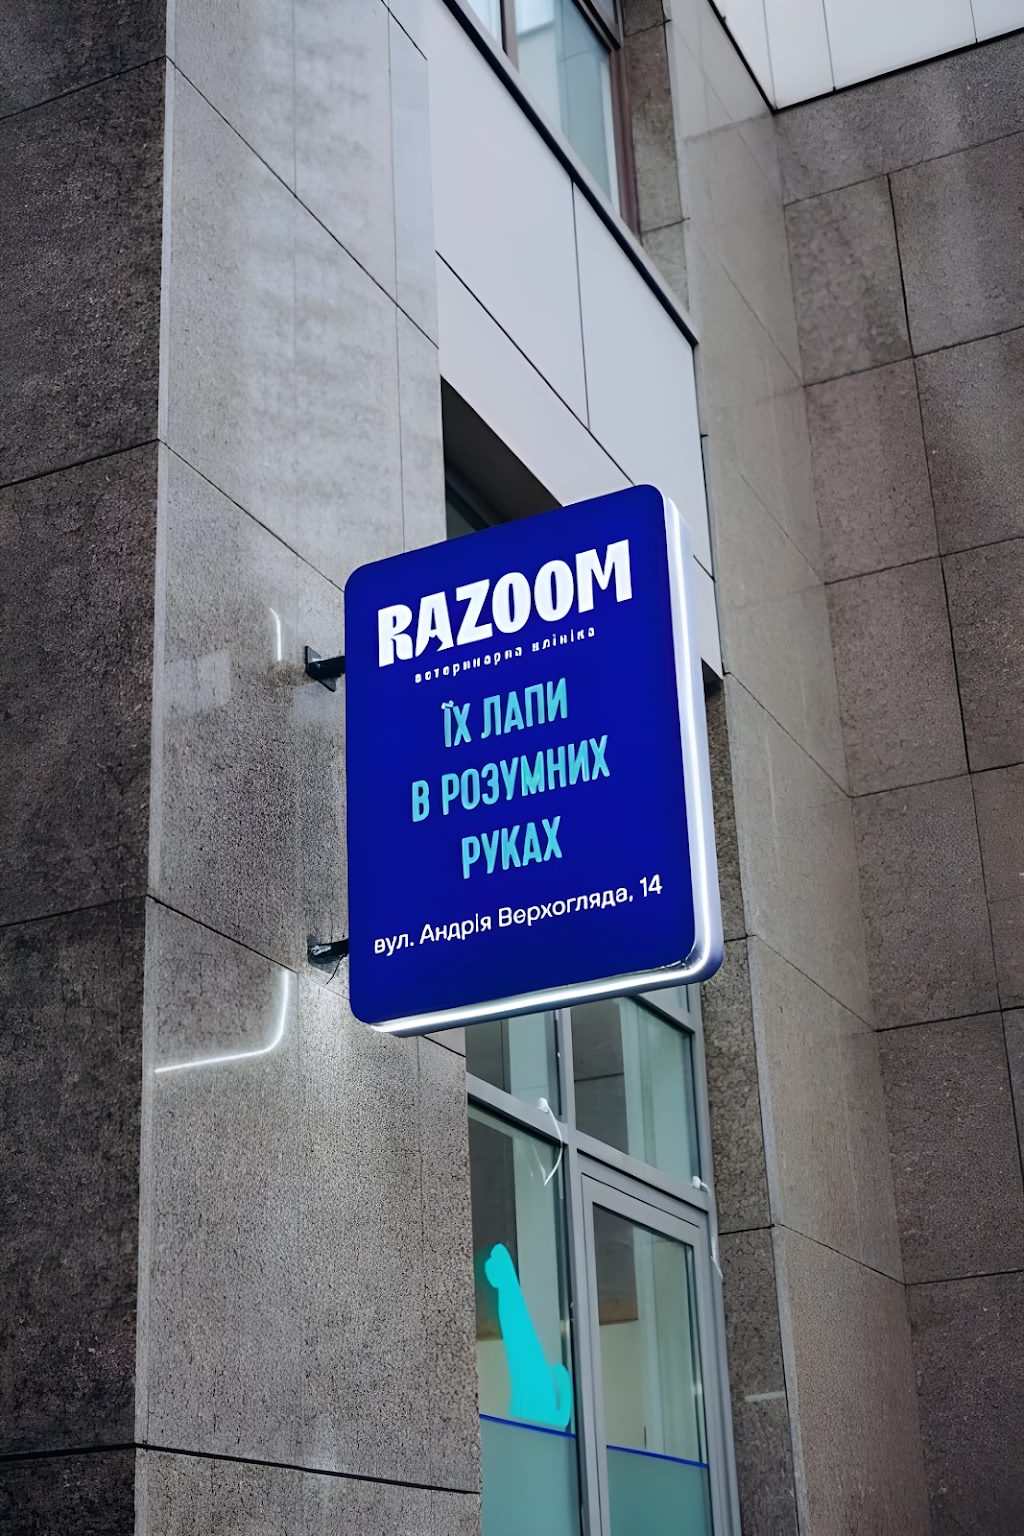 RAZOOM
ветеринарна клініка
ЇХ ЛАПИ
В РОЗУМНИХ
РУКАХ
вул. Андрія Верхогляда, 14